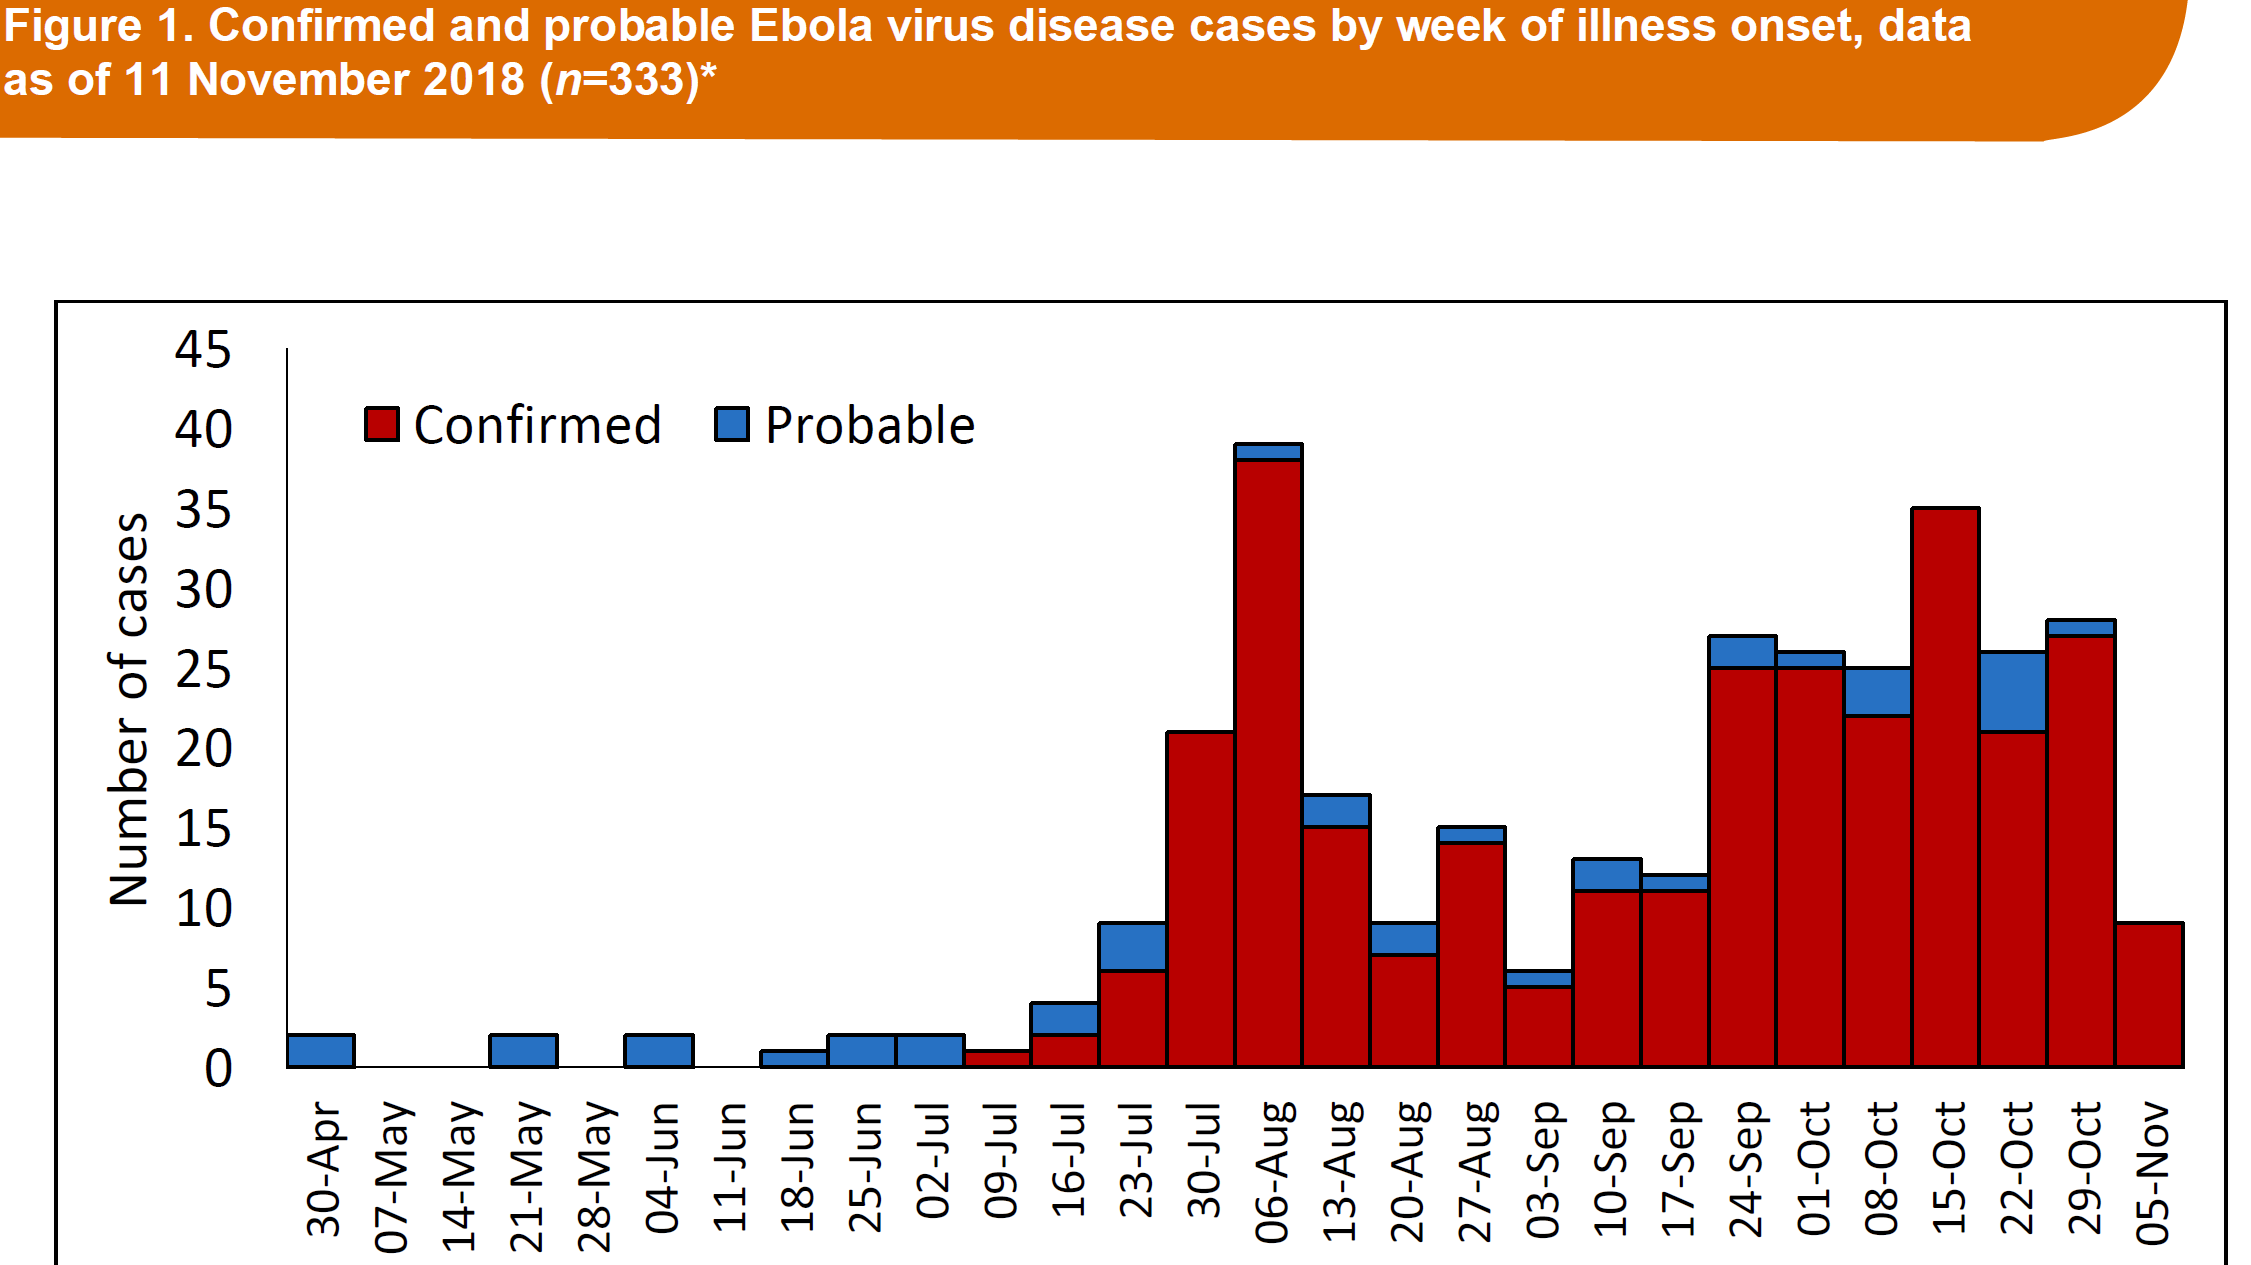 Figure 1. Confirmed and probable Ebola virus disease cases by week of illness onset, data
as of 11 November 2018 (n=333)*
45
40
35
30
25
20
15
10
5
0
Number of cases
Confirmed
Probable
30-Apr
07-May
14-May
21-May
28-May
04-Jun
11-Jun
18-Jun
25-Jun
02-Jul
09-Jul
16-Jul
23-Jul
30-Jul
06-Aug
13-Aug
20-Aug
27-Aug
03-Sep
10-Sep
17-Sep
24-Sep
01-Oct
08-Oct
15-Oct
22-Oct
29-Oct
05-Nov